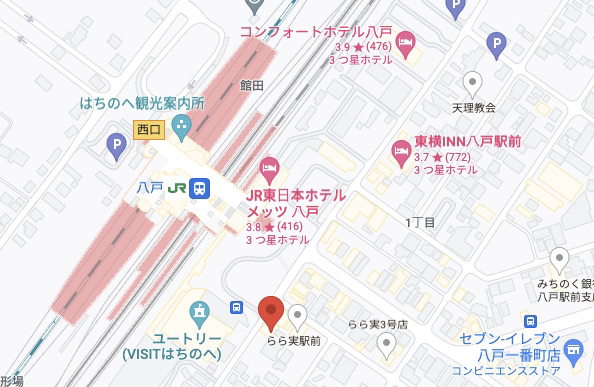 コンフォートホテル八戸
3.9 ★ (476)
3 つ星ホテル
館田
はちのへ観光案内所
西口
P
P
P
天理教会
東横INN八戸駅前
3.7 ★ (772)
3 つ星ホテル
八戸 JR
JR東日本ホテル
メッツ 八戸
3.8 ★ (416)
3 つ星ホテル
1丁目
みちのく銀
八戸駅前支
ユートリー
(VISITはちのへ)
らら実駅前
らら実3号店
セブン-イレブン
八戸一番町店
コンビニエンスストア
形場